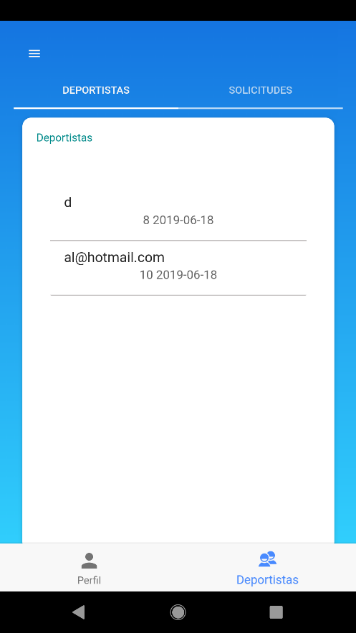 DEPORTISTAS
SOLICITUDES
Deportistas
d
8 2019-06-18
al@hotmail.com
10 2019-06-18
Perfil
Deportistas